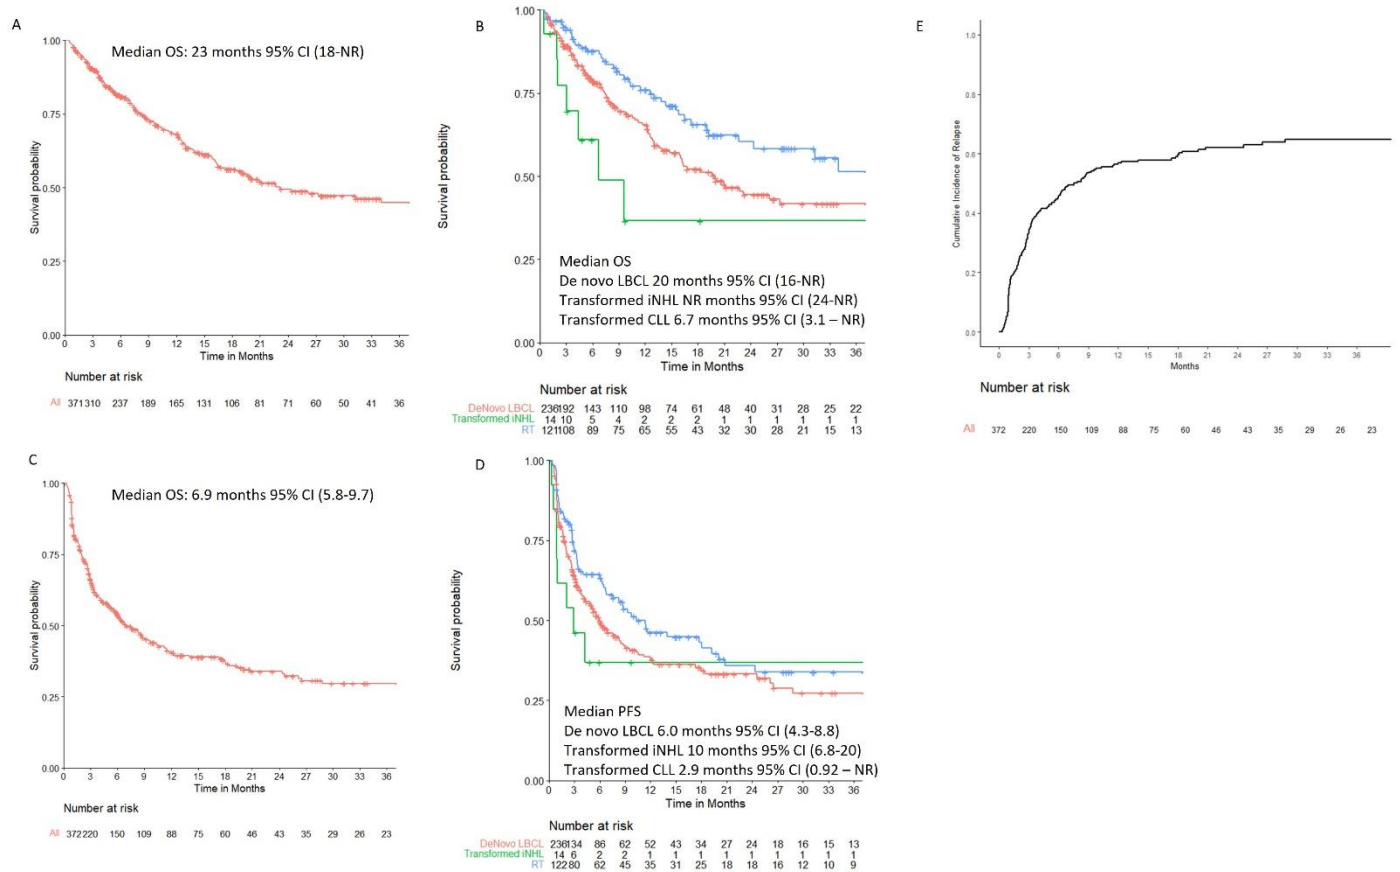 A
Median OS: 23 months 95% CI (18-NR)
Survival probability
1.00
0.75
0.50
0.25
0.00
0 3 6 9 12 15 18 21 24 27 30 33 36
Time in Months
Number at risk
All 371 310 237 189 165 131 106 81 71 60 50 41 36
B
Survival probability
1.00
0.75
0.50
0.25
0.00
Median OS
De novo LBCL 20 months 95% CI (16-NR)
Transformed iNHL NR months 95% CI (24-NR)
Transformed CLL 6.7 months 95% CI (3.1 – NR)
0 3 6 9 12 15 18 21 24 27 30 33 36
Time in Months
Number at risk
DeNovo LBCL 236 192 143 110 98 74 61 48 40 31 28 25 22
Transformed iNHL 14 10 5 4 2 2 2 1 1 1 1 1 1
RT 121 108 89 75 65 55 43 32 30 28 21 15 13
E
Cumulative Incidence of Relapse
1.0
0.8
0.6
0.4
0.2
0.0
0 3 6 9 12 15 18 21 24 27 30 33 36
Months
Number at risk
All 372 220 150 109 88 75 60 46 43 35 29 26 23
C
Median OS: 6.9 months 95% CI (5.8-9.7)
Survival probability
1.00
0.75
0.50
0.25
0.00
0 3 6 9 12 15 18 21 24 27 30 33 36
Time in Months
Number at risk
All 372 220 150 109 88 75 60 46 43 35 29 26 23
D
Survival probability
1.00
0.75
0.50
0.25
0.00
Median PFS
De novo LBCL 6.0 months 95% CI (4.3-8.8)
Transformed iNHL 10 months 95% CI (6.8-20)
Transformed CLL 2.9 months 95% CI (0.92 – NR)
0 3 6 9 12 15 18 21 24 27 30 33 36
Time in Months
Number at risk
DeNovo LBCL 236 134 86 62 52 43 34 27 24 18 16 15 13
Transformed iNHL 14 6 2 2 1 1 1 1 1 1 1 1 1
RT 122 80 62 45 35 31 25 18 18 16 12 10 9